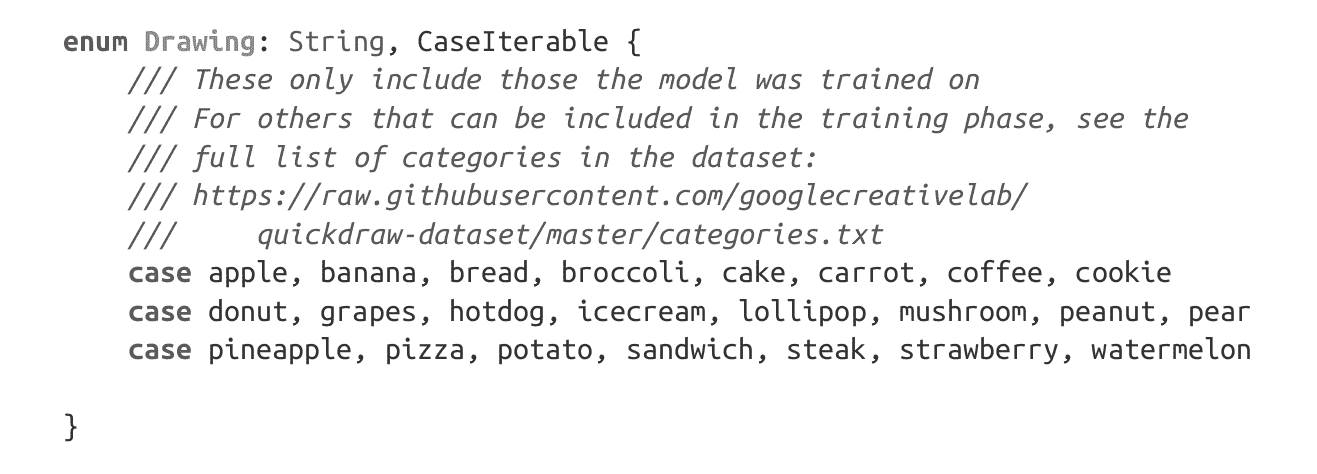 enum Drawing: String, CaseIterable {
/// These only include those the model was trained on
/// For others that can be included in the training phase, see the
/// full list of categories in the dataset:
/// https://raw.githubusercontent.com/googlecreativelab/
///     quickdraw-dataset/master/categories.txt
case apple, banana, bread, broccoli, cake, carrot, coffee, cookie
case donut, grapes, hotdog, icecream, lollipop, mushroom, peanut, pear
case pineapple, pizza, potato, sandwich, steak, strawberry, watermelon
}